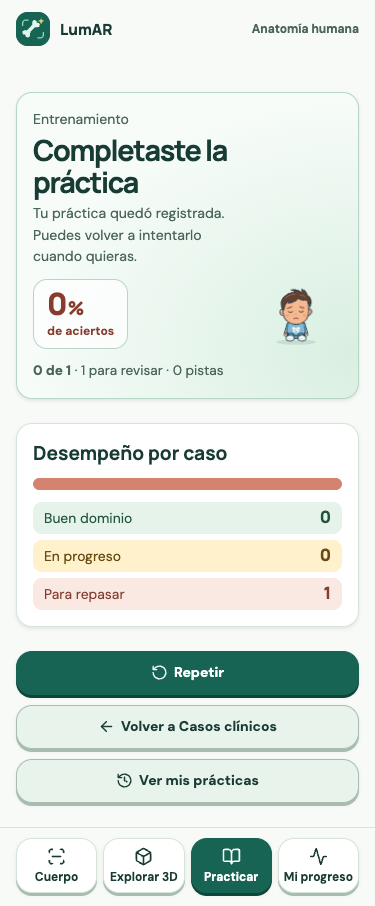 LumAR
Anatomía humana
Entrenamiento
Completaste la
práctica
Tu práctica quedó registrada.
Puedes volver a intentarlo
cuando quieras.
0%
de aciertos
0 de 1 · 1 para revisar · 0 pistas
Desempeño por caso
Buen dominio 0
En progreso 0
Para repasar 1
Repetir
Volver a Casos clínicos
Ver mis prácticas
Cuerpo Explorar 3D Practicar Mi progreso